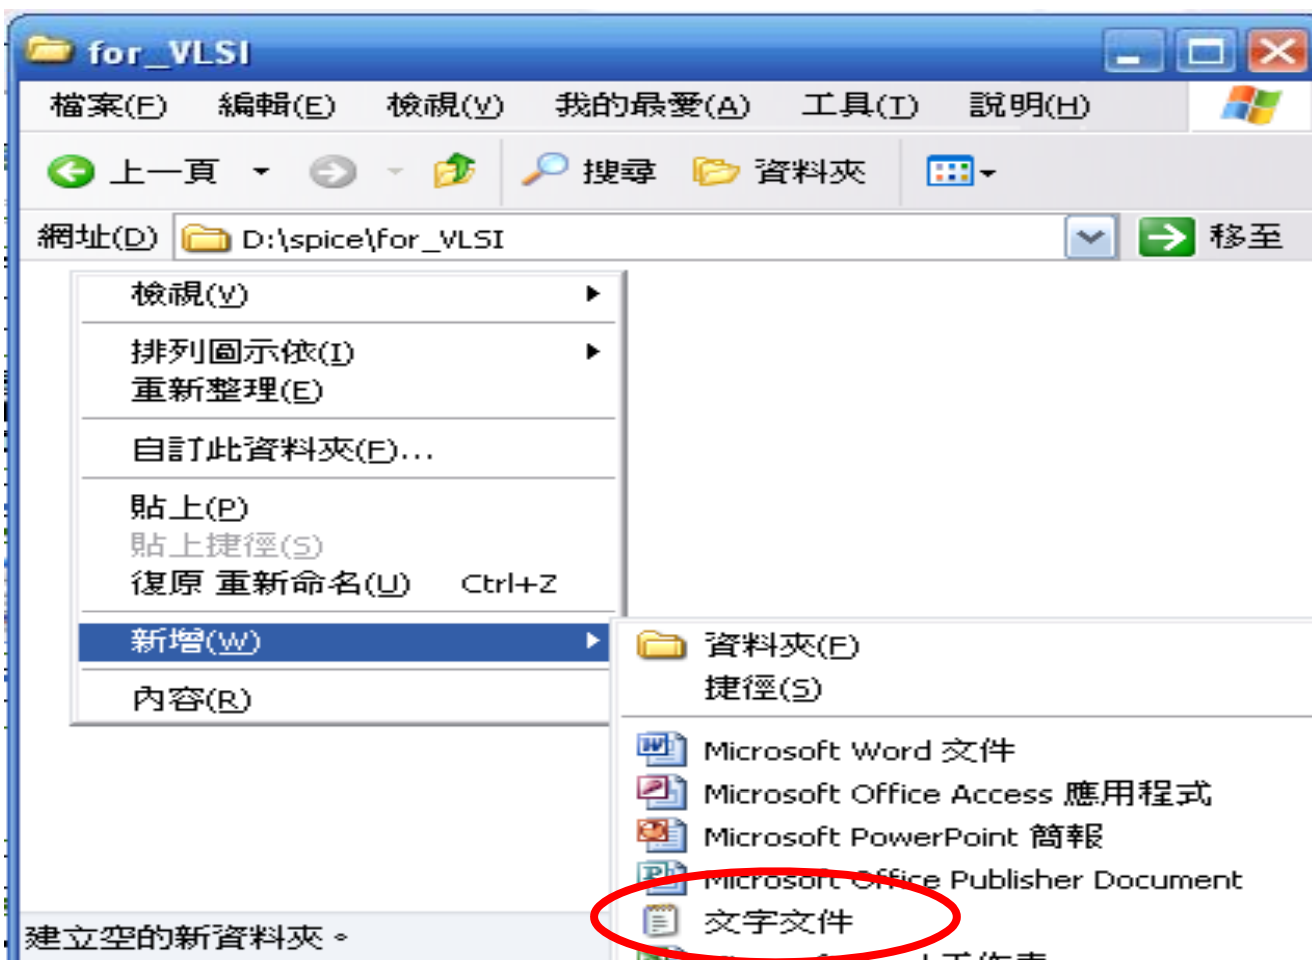 for_VLSI
檔案(F) 編輯(E) 檢視(V) 我的最愛(A) 工具(T) 說明(H)
上一頁 搜尋 資料夾
網址(D) D:\spice\for_VLSI 移至
檢視(V)
排列圖示依(I)
重新整理(E)
自訂此資料夾(F)...
貼上(P)
貼上捷徑(S)
復原 重新命名(U) Ctrl+Z
新增(W)
內容(R)
資料夾(F)
捷徑(S)
Microsoft Word 文件
Microsoft Office Access 應用程式
Microsoft PowerPoint 簡報
Microsoft Office Publisher Document
文字文件
建立空的新資料夾。